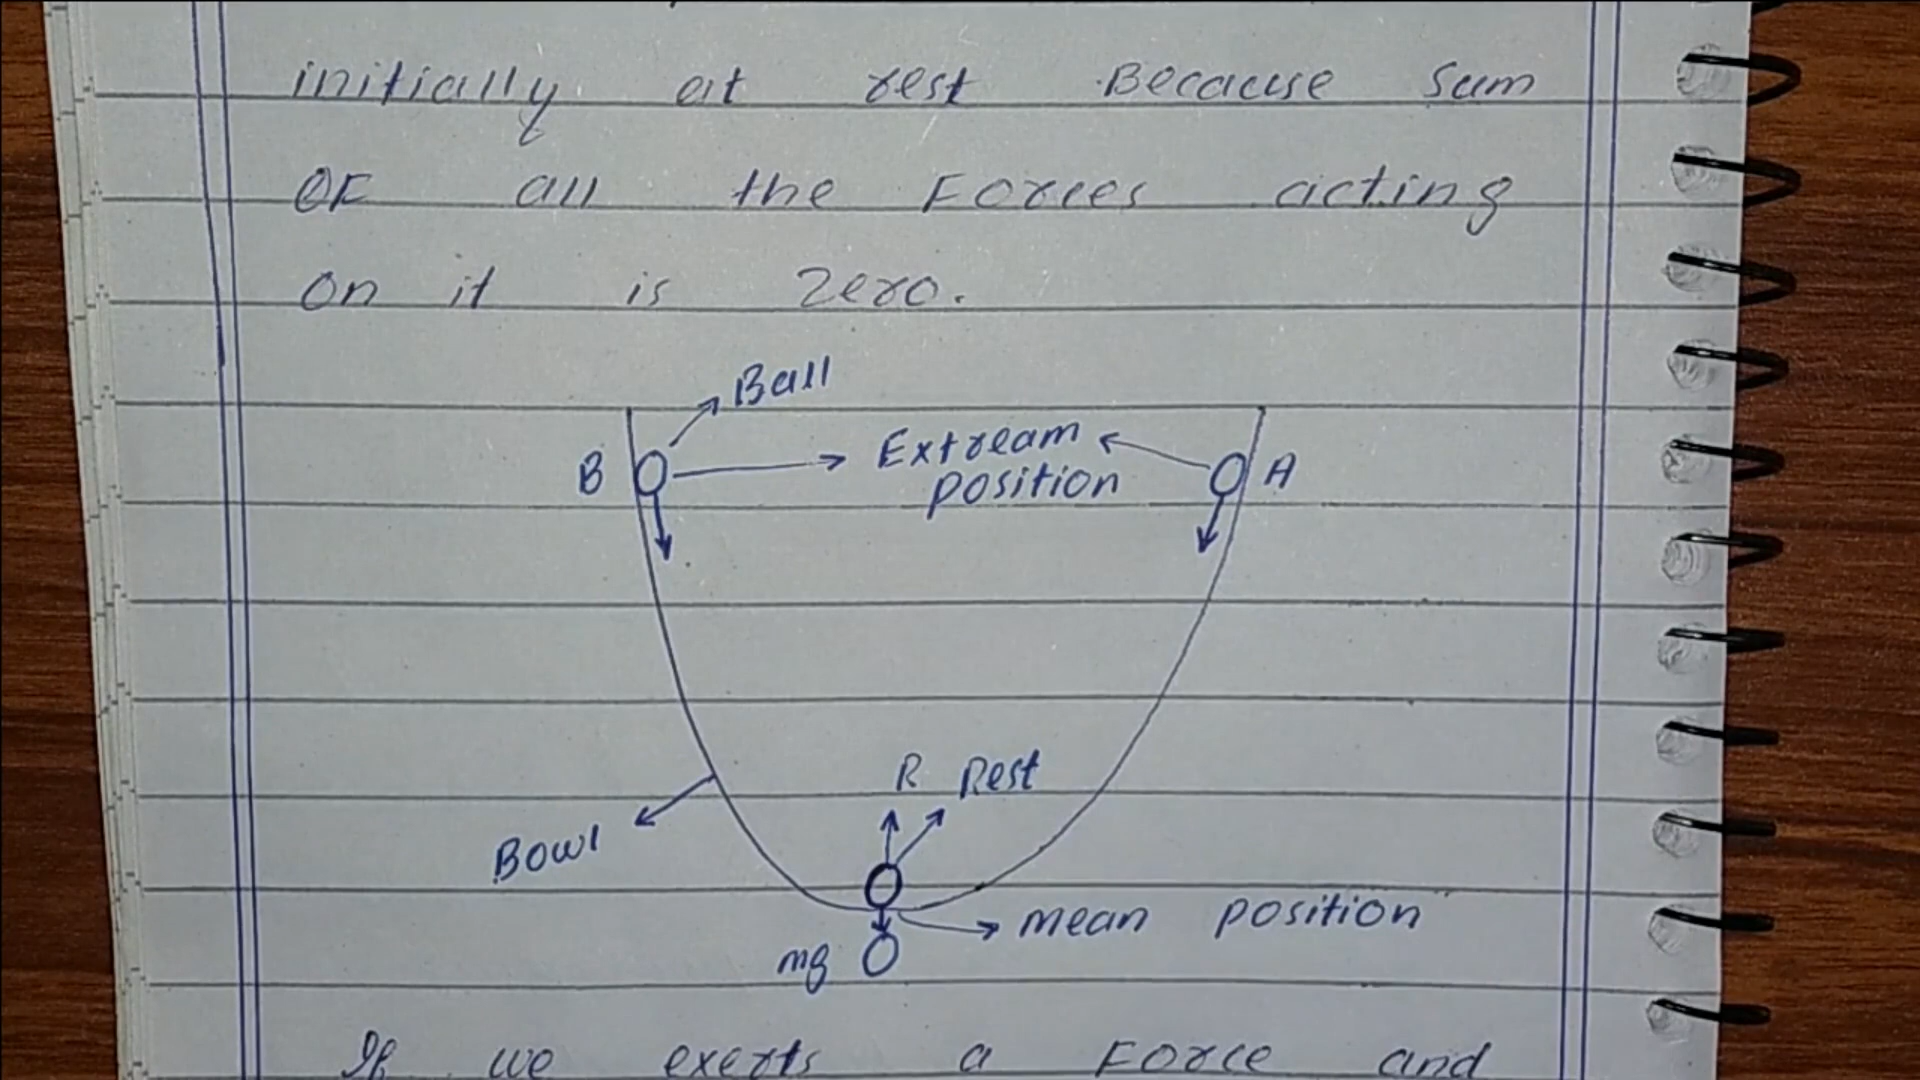 initially at rest Because sum
OF all the Forces acting
on it is zero.
Ball
B
Extream
position
A
R Rest
Bowl
mean position
mg O
If we exerts a Force and